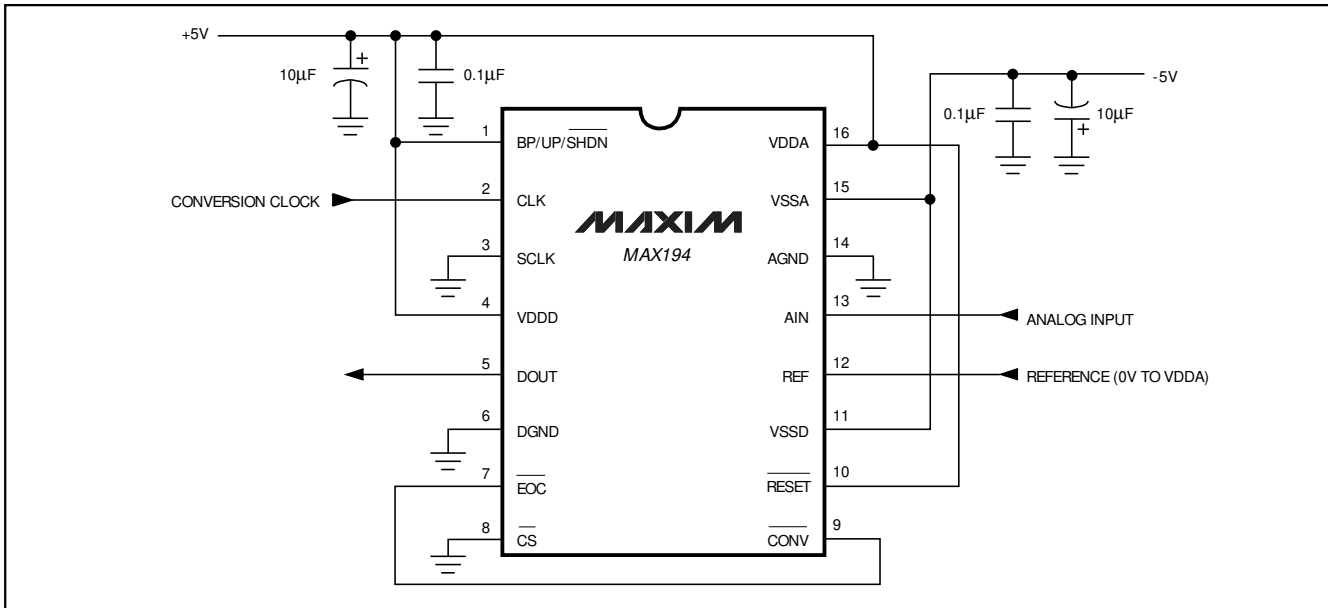 +5V
10µF
+
0.1µF
-5V
0.1µF
10µF
+
1
BP/UP/SHDN
VDDA
16
CONVERSION CLOCK
2
CLK
VSSA
15
MAXIM
MAX194
3
SCLK
AGND
14
4
VDDD
AIN
13
ANALOG INPUT
5
DOUT
REF
12
REFERENCE (0V TO VDDA)
6
DGND
VSSD
11
7
EOC
RESET
10
8
CS
CONV
9